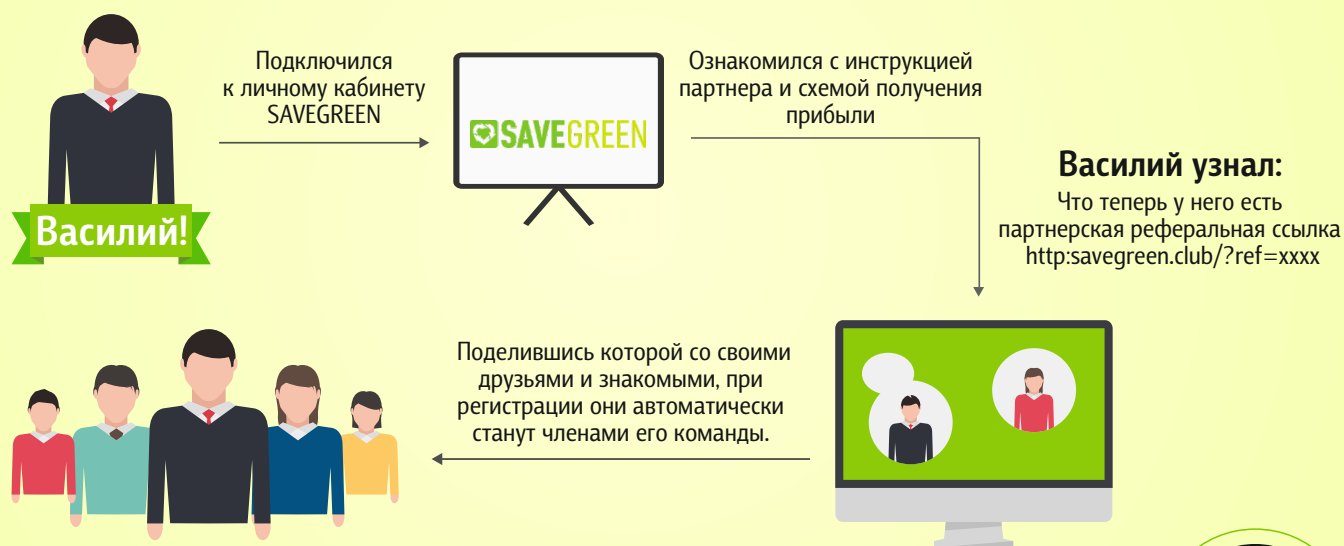 Подключился
к личному кабинету
SAVEGREEN
SAVEGREEN
Ознакомился с инструкцией
партнера и схемой получения
прибыли
Василий!
Василий узнал:
Что теперь у него есть
партнерская реферальная ссылка
http:savegreen.club/?ref=xxxx
Поделившись которой со своими
друзьями и знакомыми, при
регистрации они автоматически
станут членами его команды.